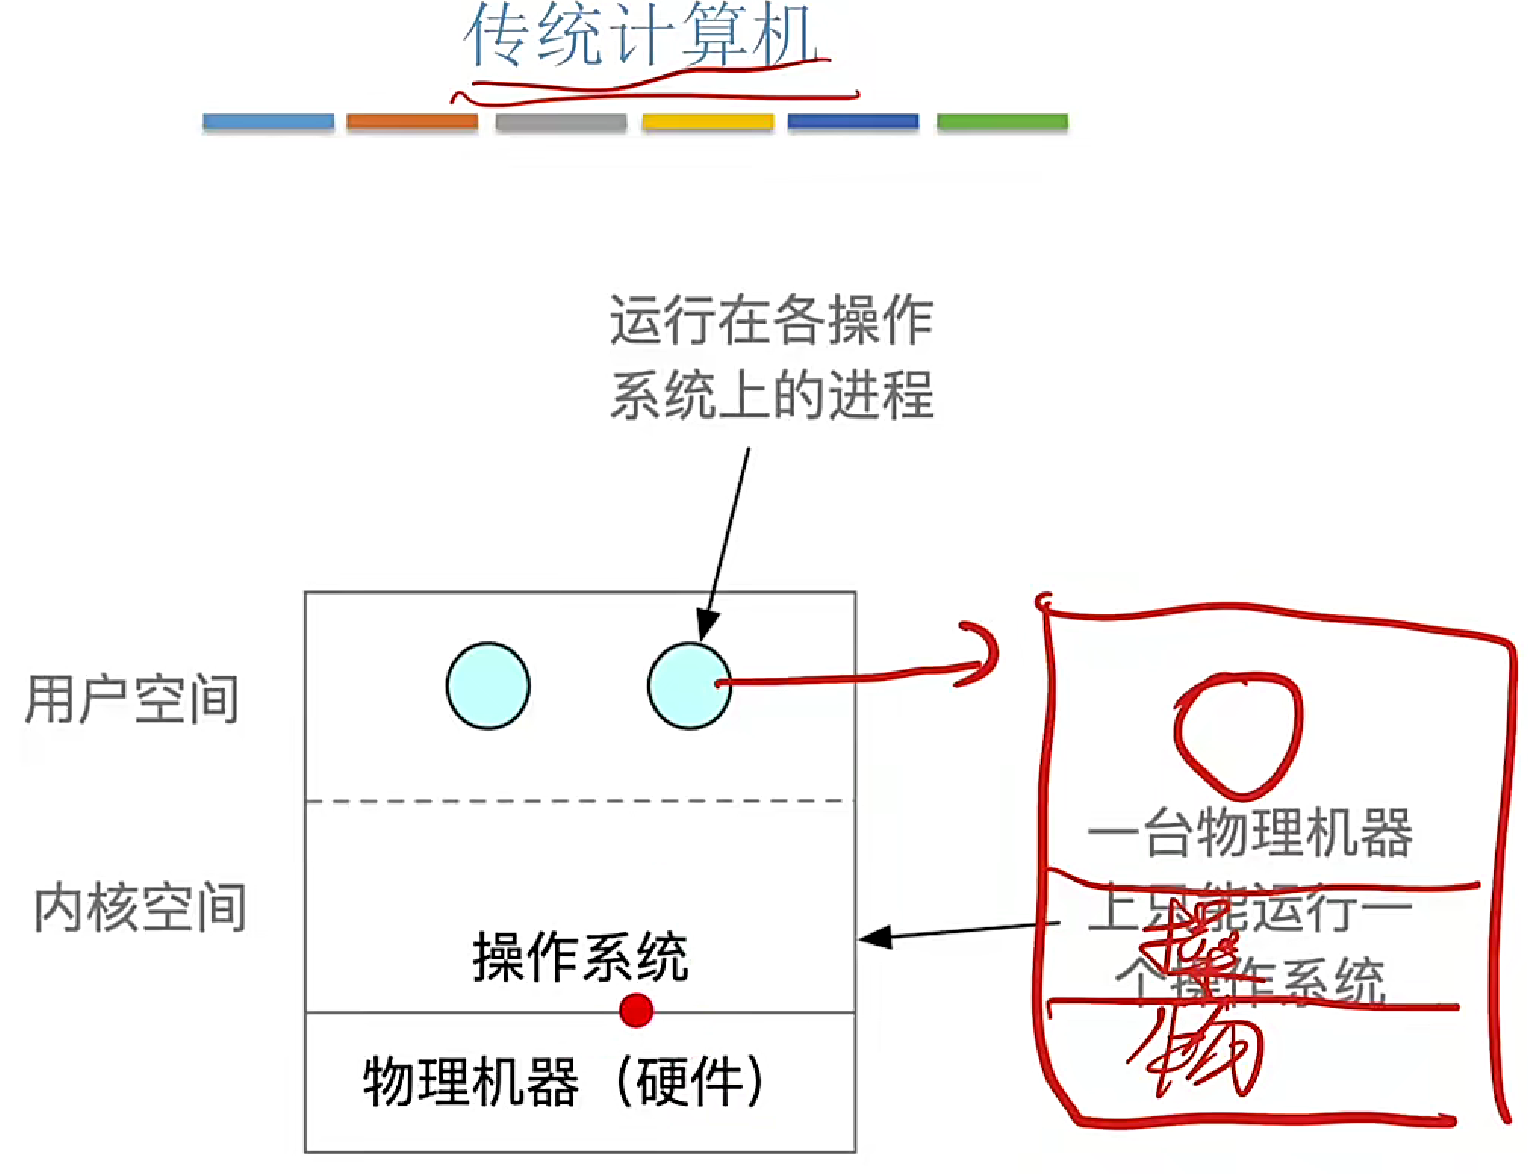 传统计算机
运行在各操作
系统上的进程
用户空间
内核空间
操作系统
物理机器（硬件）
一台物理机器
上只能运行一
个操作系统
操
物